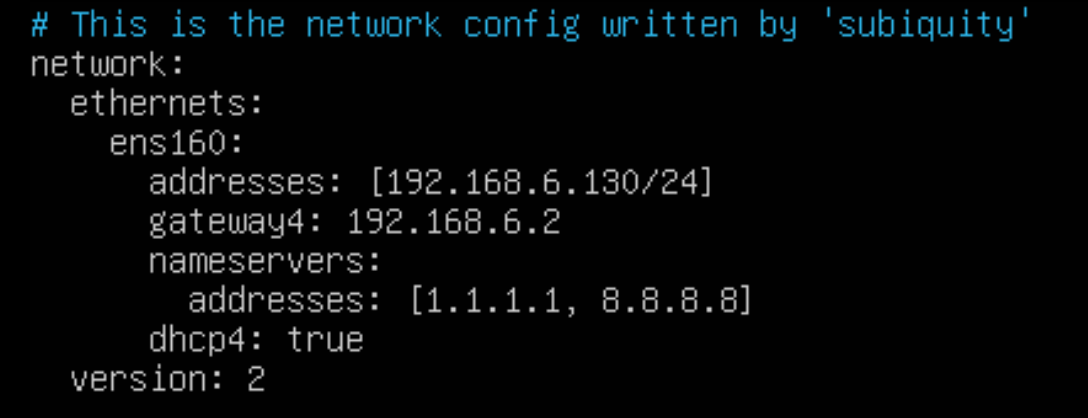 # This is the network config written by 'subiquity'
network:
  ethernets:
    ens160:
      addresses: [192.168.6.130/24]
      gateway4: 192.168.6.2
      nameservers:
        addresses: [1.1.1.1, 8.8.8.8]
      dhcp4: true
  version: 2